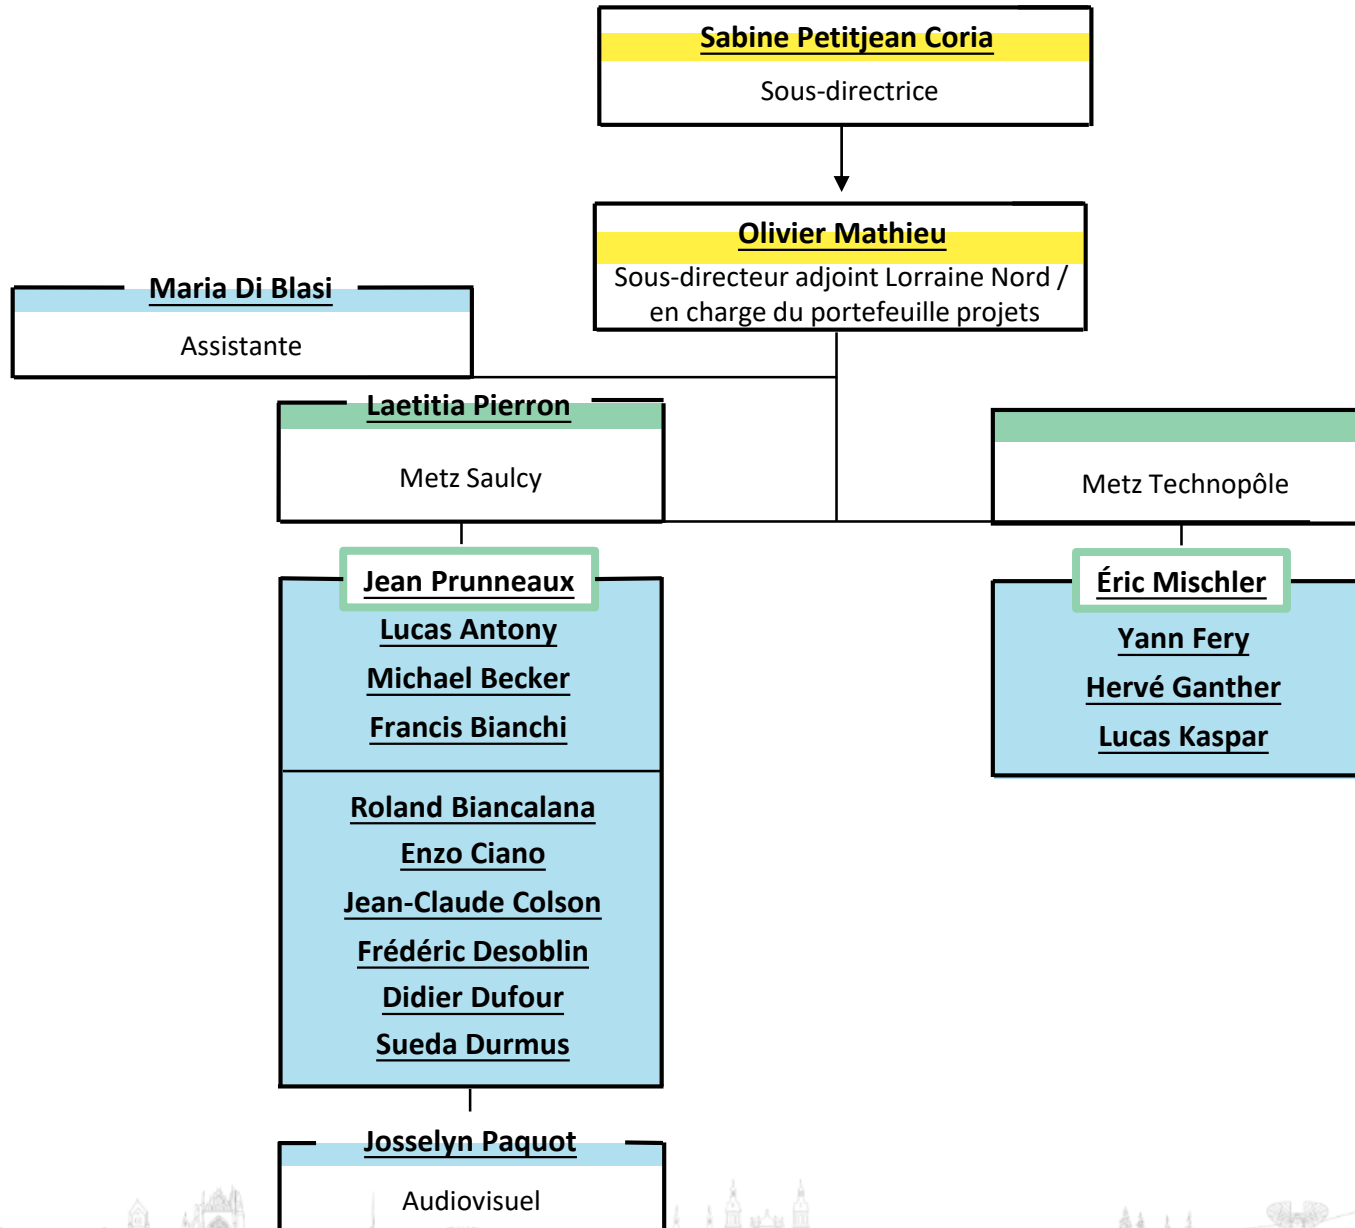 Sabine Petitjean Coria
Sous-directrice
Olivier Mathieu
Sous-directeur adjoint Lorraine Nord /
en charge du portefeuille projets
Maria Di Blasi
Assistante
Laetitia Pierron
Metz Saulcy
Metz Technopôle
Jean Prunneaux
Lucas Antony
Michael Becker
Francis Bianchi
Roland Biancalana
Enzo Ciano
Jean-Claude Colson
Frédéric Desoblin
Didier Dufour
Sueda Durmus
Éric Mischler
Yann Fery
Hervé Ganther
Lucas Kaspar
Josselyn Paquot
Audiovisuel